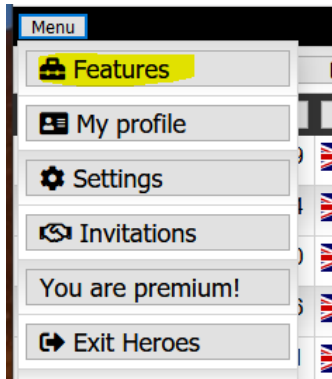 Menu
Features
My profile
Settings
Invitations
You are premium!
Exit Heroes